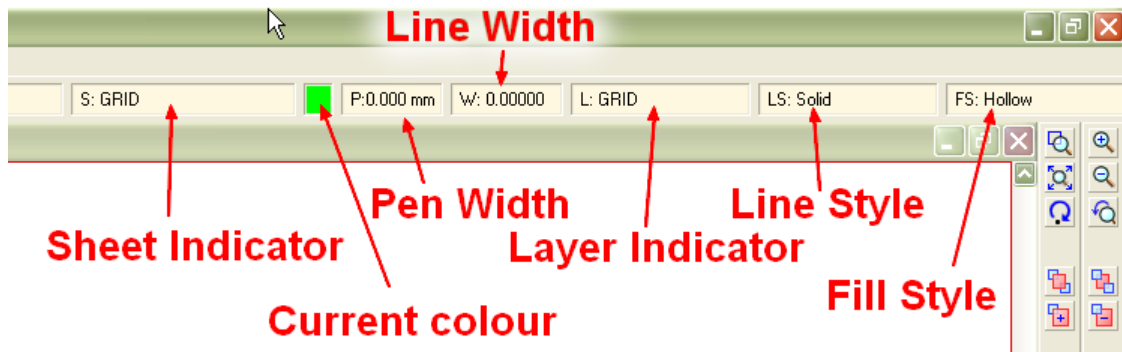 Line Width
S: GRID
P:0.000 mm
W: 0.00000
L: GRID
LS: Solid
FS: Hollow
Pen Width
Line Style
Sheet Indicator
Layer Indicator
Fill Style
Current colour